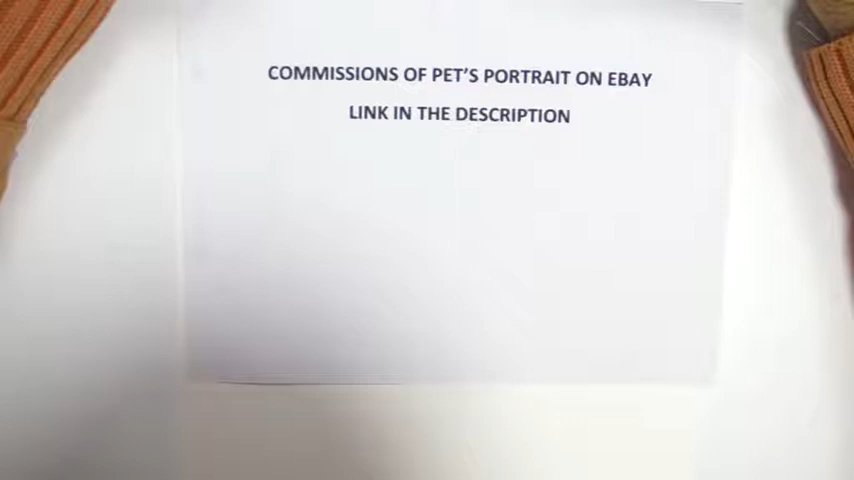 COMMISSIONS OF PET'S PORTRAIT ON EBAY
LINK IN THE DESCRIPTION